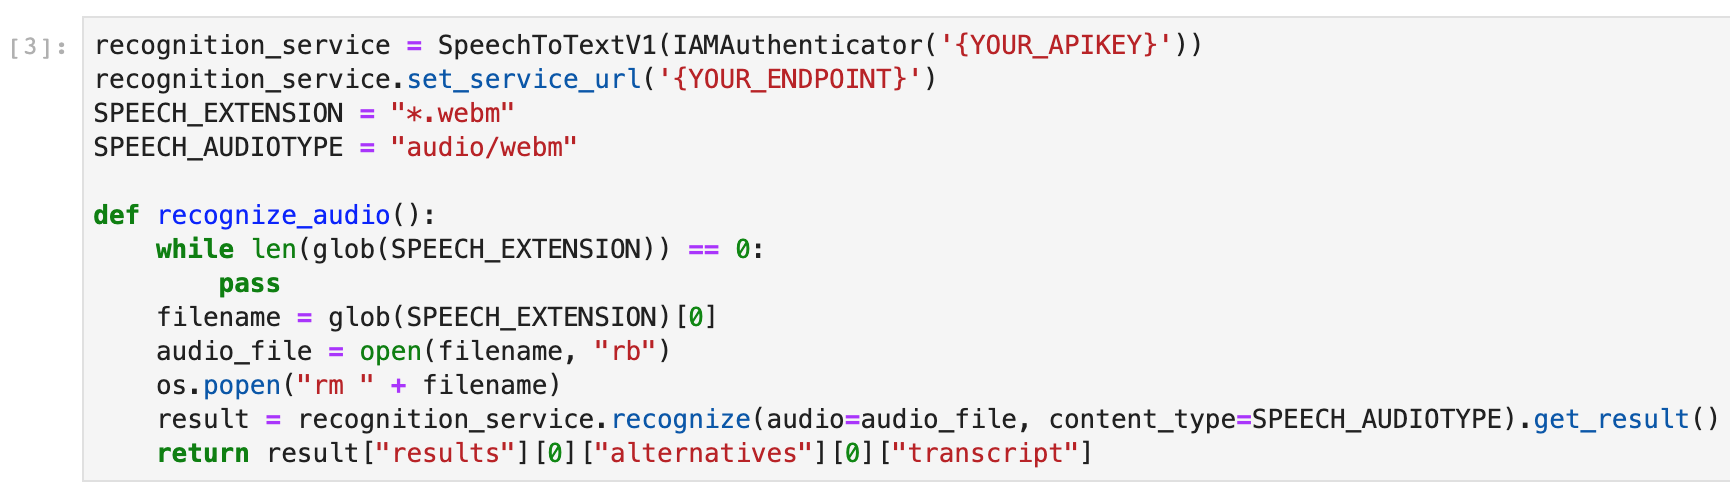 [3]: recognition_service = SpeechToTextV1(IAMAuthenticator('{YOUR_APIKEY}'))
recognition_service.set_service_url('{YOUR_ENDPOINT}')
SPEECH_EXTENSION = "*.webm"
SPEECH_AUDIOTYPE = "audio/webm"

def recognize_audio():
    while len(glob(SPEECH_EXTENSION)) == 0:
        pass
    filename = glob(SPEECH_EXTENSION)[0]
    audio_file = open(filename, "rb")
    os.popen("rm " + filename)
    result = recognition_service.recognize(audio=audio_file, content_type=SPEECH_AUDIOTYPE).get_result()
    return result["results"][0]["alternatives"][0]["transcript"]